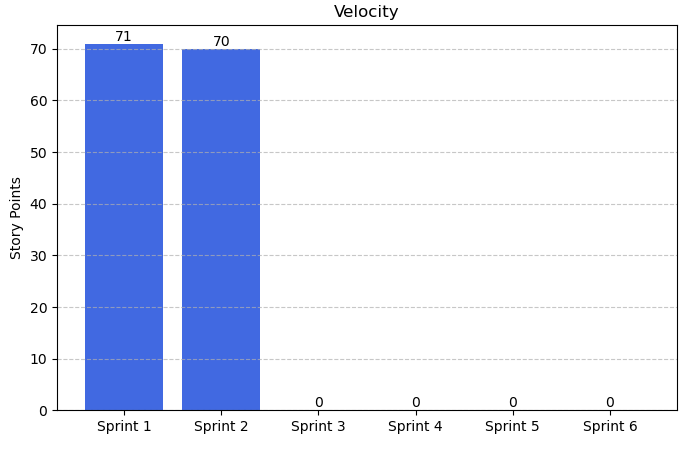 Velocity
Story Points
70
60
50
40
30
20
10
0
71
70
0
0
0
0
Sprint 1
Sprint 2
Sprint 3
Sprint 4
Sprint 5
Sprint 6